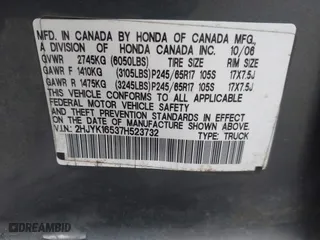 MFD. IN CANADA BY HONDA OF CANADA MFG.,
A DIVISION OF HONDA CANADA INC. 10/06
GVWR 2745KG (6050LBS) TIRE SIZE RIM SIZE
GAWR F 1410KG (3105LBS) P245/65R17 105S 17X7.5J
GAWR R 1475KG (3245LBS) P245/65R17 105S 17X7.5J
THIS VEHICLE CONFORMS TO ALL APPLICABLE
FEDERAL MOTOR VEHICLE SAFETY STANDARDS
IN EFFECT ON THE DATE OF MANUFACTURE
SHOWN ABOVE.
V.I.N: 2HJYK16537H523732
TYPE: TRUCK
© DREAMBID